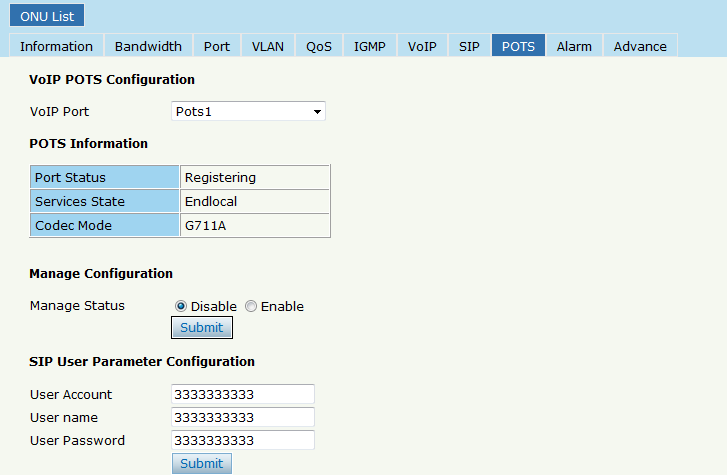 ONU List
Information Bandwidth Port VLAN QoS IGMP VoIP SIP POTS Alarm Advance
VoIP POTS Configuration
VoIP Port Pots1
POTS Information
Port Status Registering
Services State Endlocal
Codec Mode G711A
Manage Configuration
Manage Status Disable Enable
Submit
SIP User Parameter Configuration
User Account 3333333333
User name 3333333333
User Password 3333333333
Submit